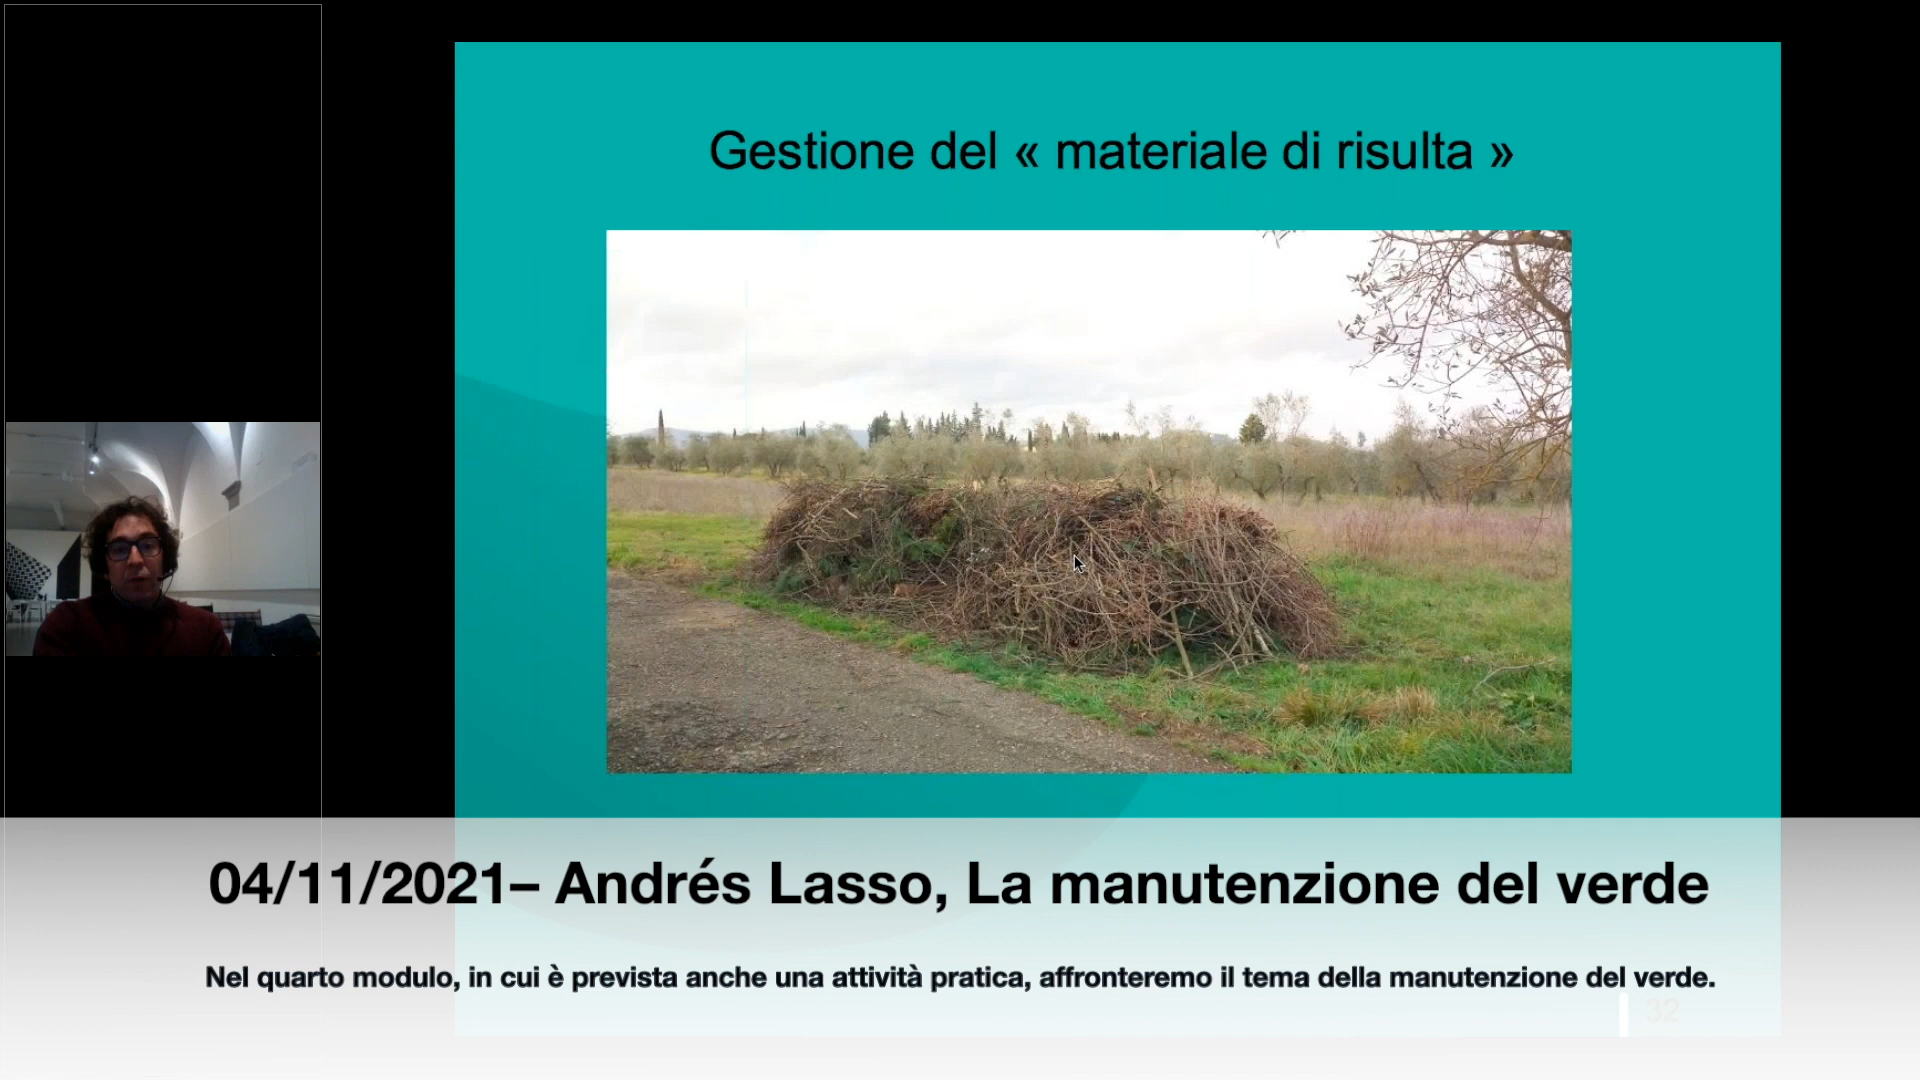 Gestione del « materiale di risulta »
04/11/2021– Andrés Lasso, La manutenzione del verde
Nel quarto modulo, in cui è prevista anche una attività pratica, affronteremo il tema della manutenzione del verde.
32